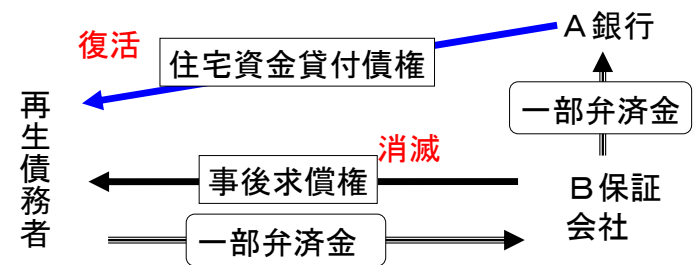 A銀行
復活
住宅資金貸付債権
一部弁済金
再生債務者
消滅
事後求償権
B保証
会社
一部弁済金